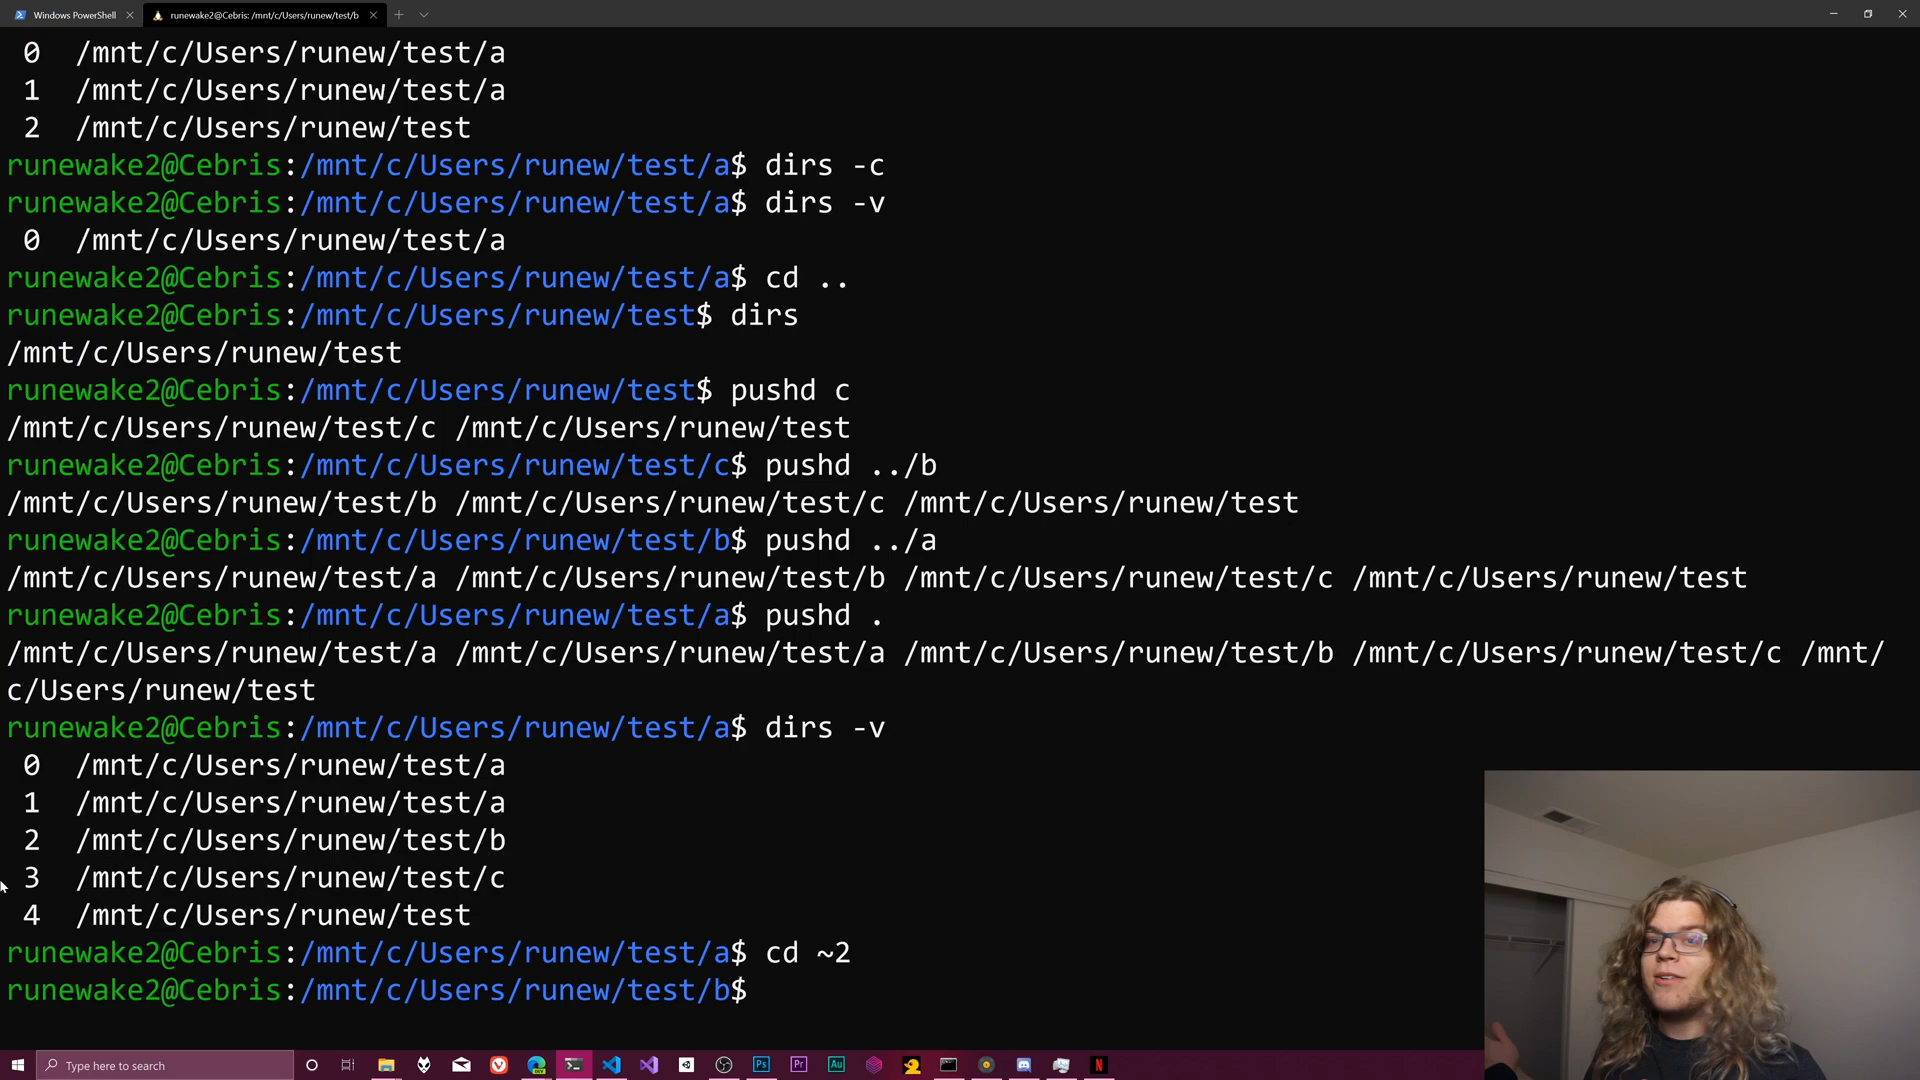 Windows PowerShell
runewake2@Cebris: /mnt/c/Users/runew/test/b
0 /mnt/c/Users/runew/test/a
1 /mnt/c/Users/runew/test/a
2 /mnt/c/Users/runew/test
runewake2@Cebris:/mnt/c/Users/runew/test/a$ dirs -c
runewake2@Cebris:/mnt/c/Users/runew/test/a$ dirs -v
0 /mnt/c/Users/runew/test/a
runewake2@Cebris:/mnt/c/Users/runew/test/a$ cd ..
runewake2@Cebris:/mnt/c/Users/runew/test$ dirs
/mnt/c/Users/runew/test
runewake2@Cebris:/mnt/c/Users/runew/test$ pushd c
/mnt/c/Users/runew/test/c /mnt/c/Users/runew/test
runewake2@Cebris:/mnt/c/Users/runew/test/c$ pushd ../b
/mnt/c/Users/runew/test/b /mnt/c/Users/runew/test/c /mnt/c/Users/runew/test
runewake2@Cebris:/mnt/c/Users/runew/test/b$ pushd ../a
/mnt/c/Users/runew/test/a /mnt/c/Users/runew/test/b /mnt/c/Users/runew/test/c /mnt/c/Users/runew/test
runewake2@Cebris:/mnt/c/Users/runew/test/a$ pushd .
/mnt/c/Users/runew/test/a /mnt/c/Users/runew/test/a /mnt/c/Users/runew/test/b /mnt/c/Users/runew/test/c /mnt/
c/Users/runew/test
runewake2@Cebris:/mnt/c/Users/runew/test/a$ dirs -v
0 /mnt/c/Users/runew/test/a
1 /mnt/c/Users/runew/test/a
2 /mnt/c/Users/runew/test/b
3 /mnt/c/Users/runew/test/c
4 /mnt/c/Users/runew/test
runewake2@Cebris:/mnt/c/Users/runew/test/a$ cd ~2
runewake2@Cebris:/mnt/c/Users/runew/test/b$
Type here to search
DEV
Ps
Pr
Au
N